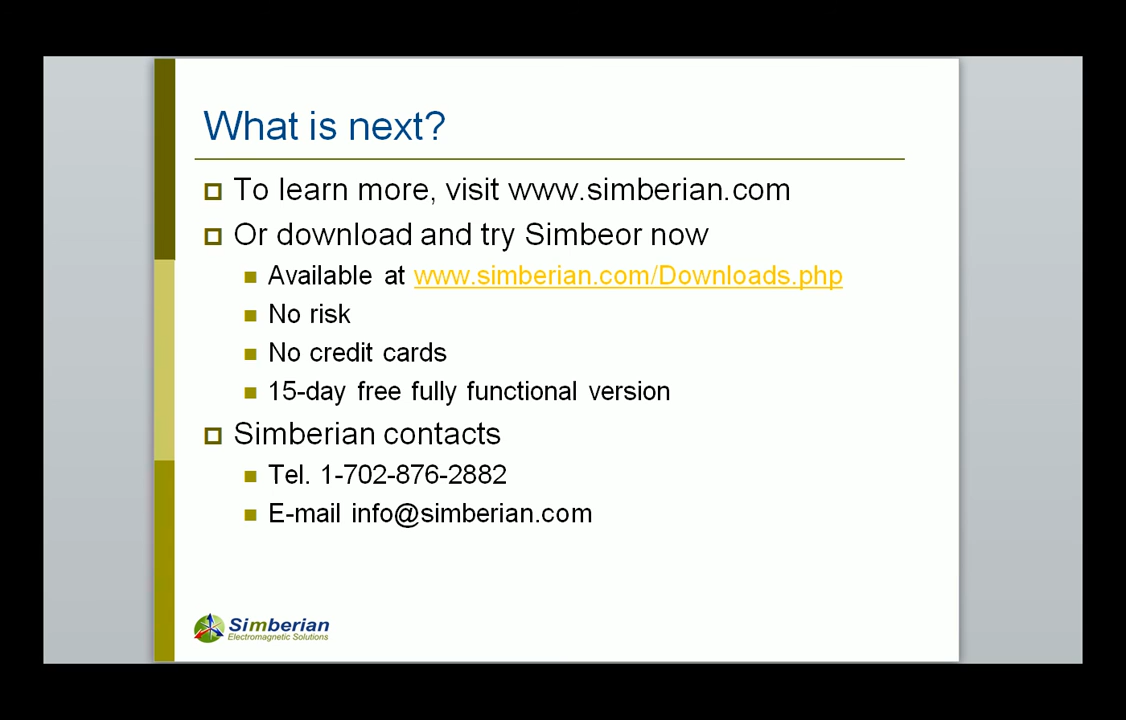 What is next?
To learn more, visit www.simberian.com
Or download and try Simbeor now
Available at www.simberian.com/Downloads.php
No risk
No credit cards
15-day free fully functional version
Simberian contacts
Tel. 1-702-876-2882
E-mail info@simberian.com
Simberian
Electromagnetic Solutions